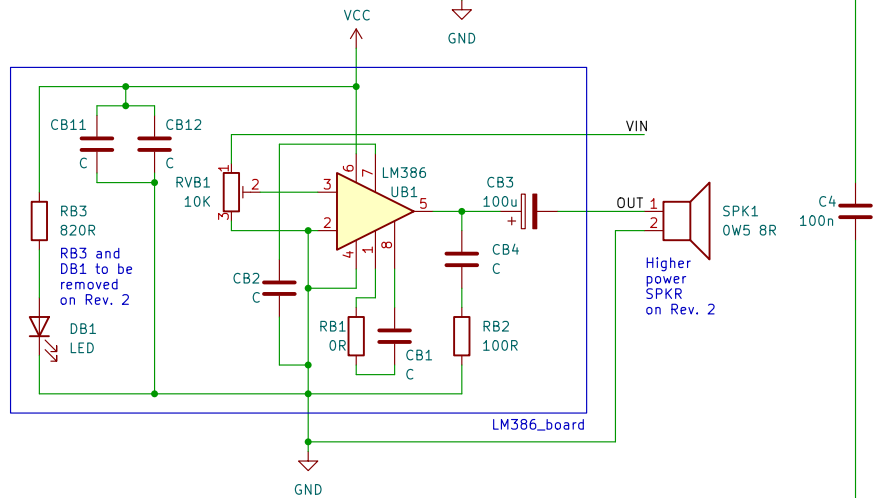 VCC
GND
CB11
C
CB12
C
RVB1
10K
1
2
3
LM386
UB1
6
7
3
2
5
4
1
8
VIN
CB3
100u
+
OUT
1
2
SPK1
0W5 8R
C4
100n
RB3
820R
RB3 and
DB1 to be
removed
on Rev. 2
DB1
LED
CB2
C
RB1
0R
CB1
C
CB4
C
RB2
100R
Higher
power
SPKR
on Rev. 2
LM386_board
GND